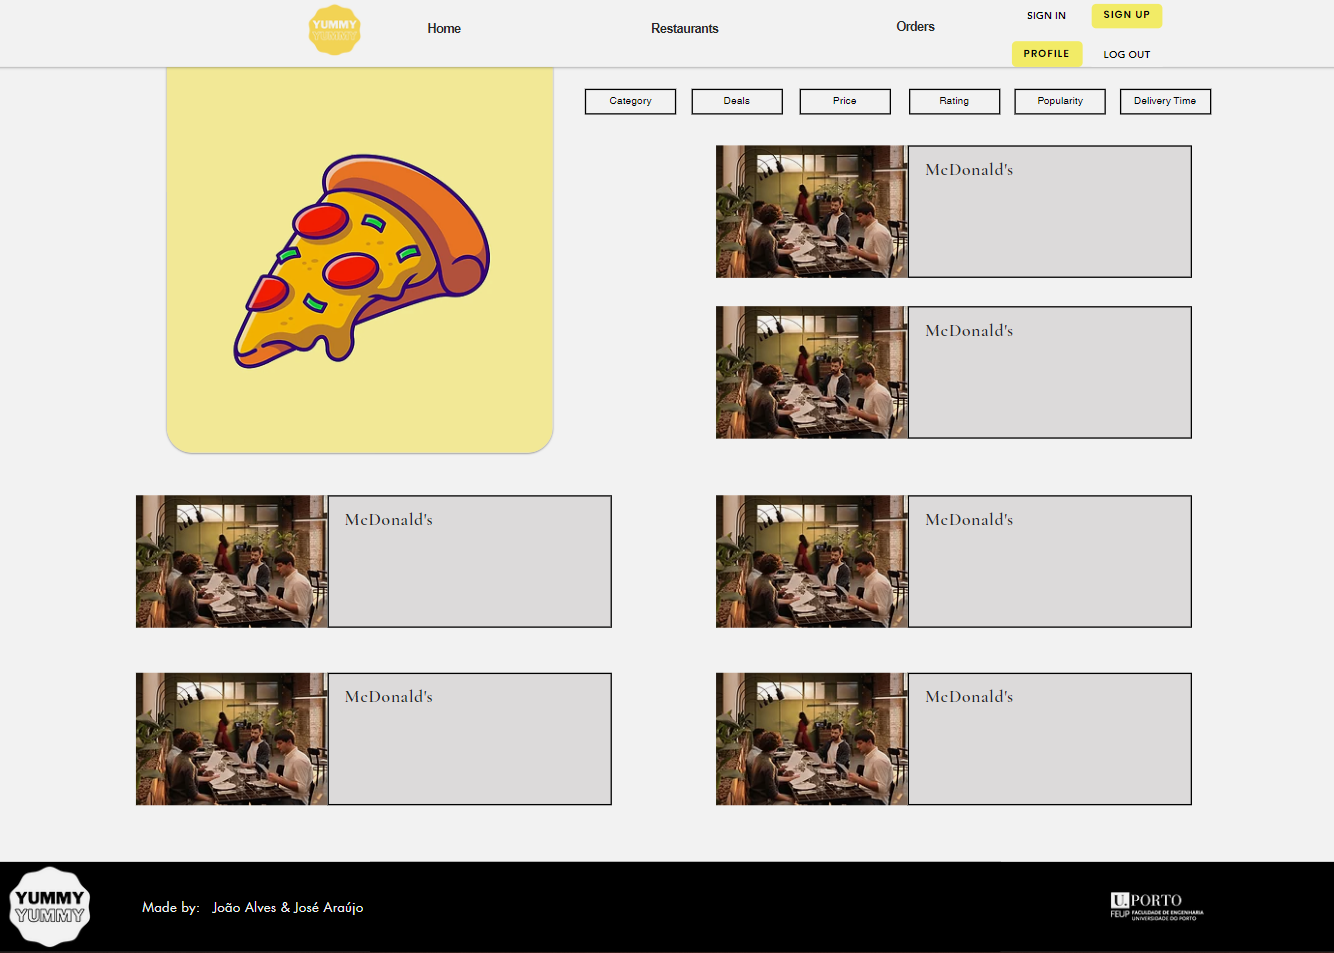 YUMMY
YUMMY
Home
Restaurants
Orders
SIGN IN
SIGN UP
PROFILE
LOG OUT
Category
Deals
Price
Rating
Popularity
Delivery Time
McDonald's
McDonald's
McDonald's
McDonald's
McDonald's
McDonald's
YUMMY
YUMMY
Made by: João Alves & José Araújo
U. PORTO
FEUP FACULDADE DE ENGENHARIA
UNIVERSIDADE DO PORTO